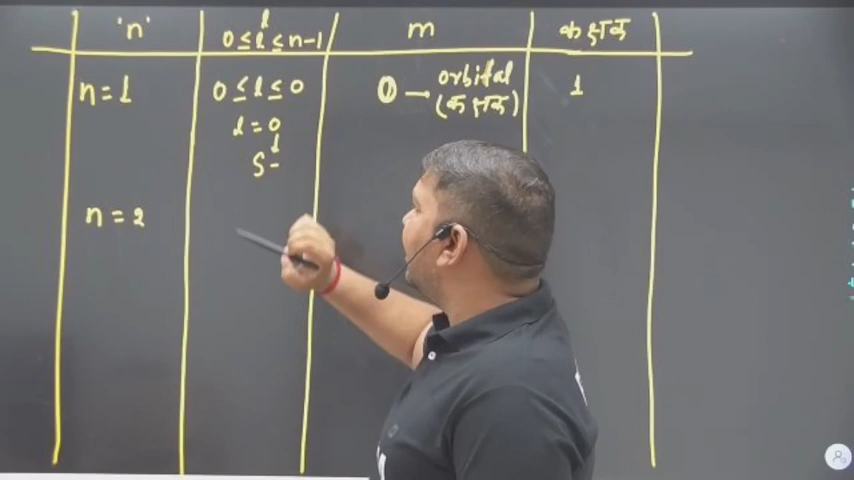 'n'
l
0 ≤ l ≤ n-1
m
कक्षक
n = 1
0 ≤ l ≤ 0
0 → orbital
(कक्षक)
1
l = 0
S
n = 2